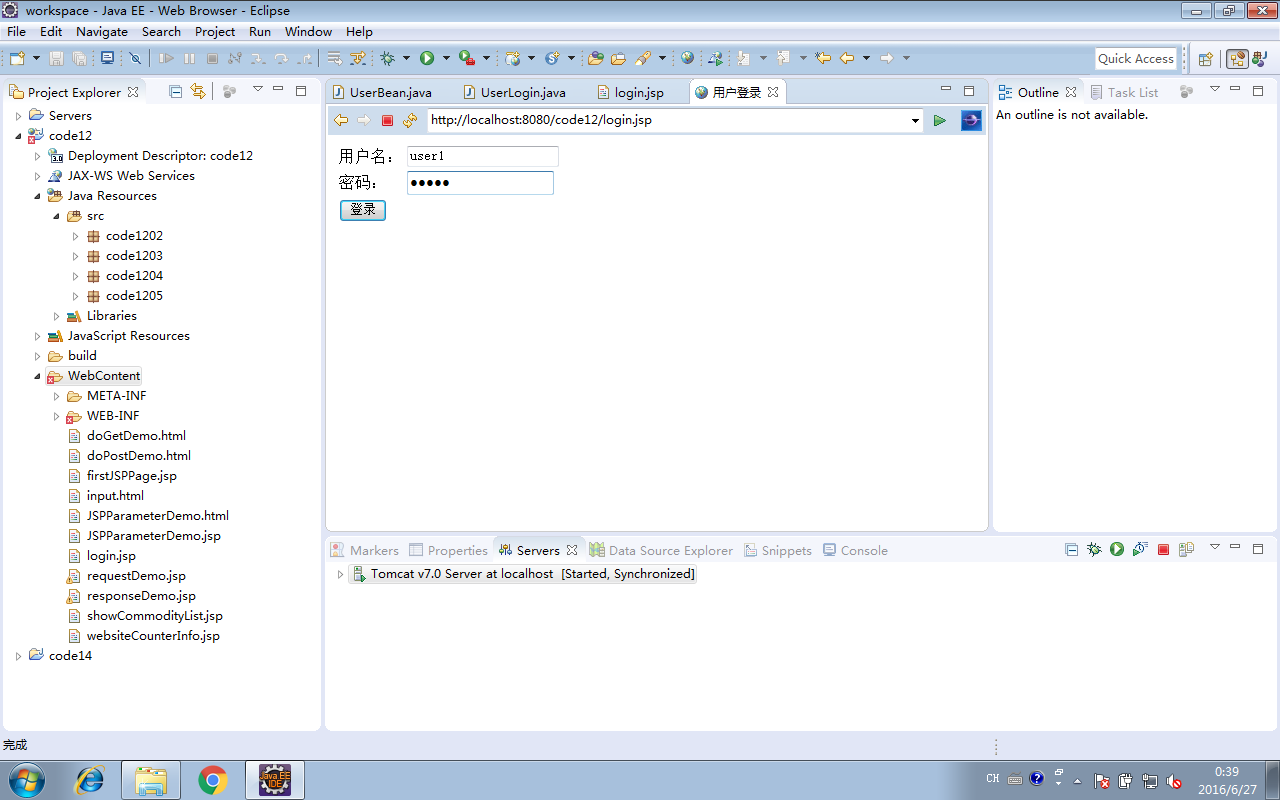 workspace - Java EE - Web Browser - Eclipse
File Edit Navigate Search Project Run Window Help
Quick Access
Project Explorer
Servers
code12
Deployment Descriptor: code12
JAX-WS Web Services
Java Resources
src
code1202
code1203
code1204
code1205
Libraries
JavaScript Resources
build
WebContent
META-INF
WEB-INF
doGetDemo.html
doPostDemo.html
firstJSPPage.jsp
input.html
JSPParameterDemo.html
JSPParameterDemo.jsp
login.jsp
requestDemo.jsp
responseDemo.jsp
showCommodityList.jsp
websiteCounterInfo.jsp
code14
UserBean.java UserLogin.java login.jsp 用户登录
http://localhost:8080/code12/login.jsp
用户名： user1
密码： ●●●●●
登录
Outline Task List
An outline is not available.
Markers Properties Servers Data Source Explorer Snippets Console
Tomcat v7.0 Server at localhost [Started, Synchronized]
完成
Java EE
IDE
CH
0:39
2016/6/27